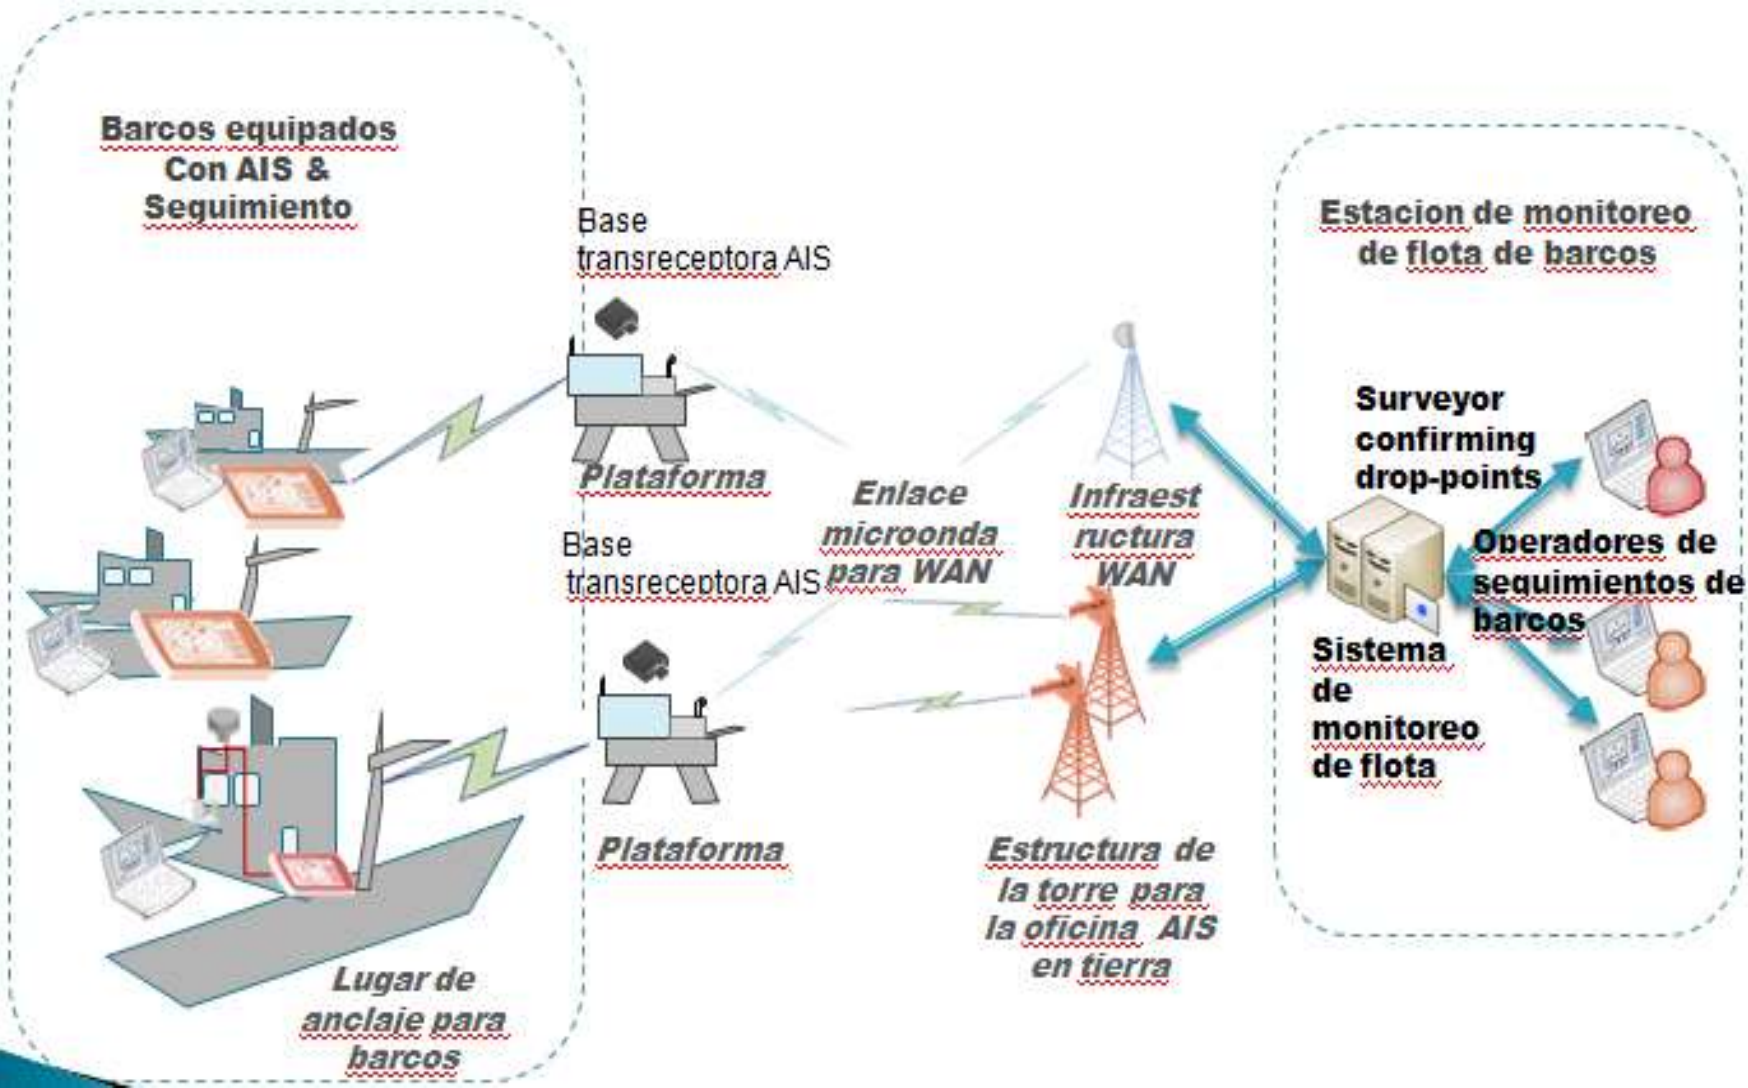 Barcos equipados
Con AIS &
Seguimiento
Base
transreceptora AIS
Plataforma
Base
transreceptora AIS
Plataforma
Lugar de
anclaje para
barcos
Enlace
microonda
para WAN
Infraest
ructura
WAN
Estructura de
la torre para
la oficina AIS
en tierra
Estacion de monitoreo
de flota de barcos
Surveyor
confirming
drop-points
Operadores de
seguimientos de
barcos
Sistema
de
monitoreo
de flota